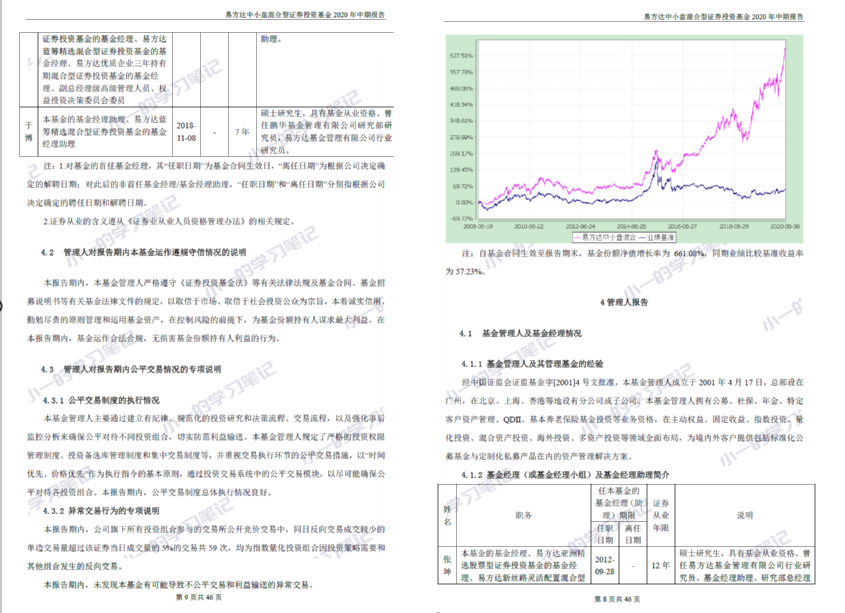 易方达中小盘混合型证券投资基金 2020 年中期报告
证券投资基金的基金经理、易方达
蓝筹精选混合型证券投资基金的基
金经理、易方达优质企业三年持有
期混合型证券投资基金的基金经
理、副总经理级高级管理人员、权
益投资决策委员会委员
助理。
于博
本基金的基金经理助理、易方达蓝
筹精选混合型证券投资基金的基金
经理助理
2018-
11-08
-
7 年
硕士研究生，具有基金从业资格。曾
任鹏华基金管理有限公司研究部研
究员，易方达基金管理有限公司行业
研究员。
注：1.对基金的首任基金经理，其“任职日期”为基金合同生效日，“离任日期”为根据公司决定确
定的解聘日期；对此后的非首任基金经理/基金经理助理，“任职日期”和“离任日期”分别指根据公司
决定确定的聘任日期和解聘日期。
2.证券从业的含义遵从《证券业从业人员资格管理办法》的相关规定。
4.2 管理人对报告期内本基金运作遵规守信情况的说明
本报告期内，本基金管理人严格遵守《证券投资基金法》等有关法律法规及基金合同、基金招
募说明书等有关基金法律文件的规定，以取信于市场、取信于社会投资公众为宗旨，本着诚实信用、
勤勉尽责的原则管理和运用基金资产，在控制风险的前提下，为基金份额持有人谋求最大利益。在
本报告期内，基金运作合法合规，无损害基金份额持有人利益的行为。
4.3 管理人对报告期内公平交易情况的专项说明
4.3.1 公平交易制度的执行情况
本基金管理人主要通过建立有纪律、规范化的投资研究和决策流程、交易流程，以及强化事后
监控分析来确保公平对待不同投资组合，切实防范利益输送。本基金管理人规定了严格的投资权限
管理制度、投资备选库管理制度和集中交易制度等，并重视交易执行环节的公平交易措施，以“时间
优先、价格优先”作为执行指令的基本原则，通过投资交易系统中的公平交易模块，以尽可能确保公
平对待各投资组合。本报告期内，公平交易制度总体执行情况良好。
4.3.2 异常交易行为的专项说明
本报告期内，公司旗下所有投资组合参与的交易所公开竞价交易中，同日反向交易成交较少的
单边交易量超过该证券当日成交量的 5%的交易共 59 次，均为指数量化投资组合因投资策略需要和
其他组合发生的反向交易。
本报告期内，未发现本基金有可能导致不公平交易和利益输送的异常交易。
第 9 页共 46 页
易方达中小盘混合型证券投资基金 2020 年中期报告
627.51%
557.73%
488.09%
418.34%
348.61%
278.89%
209.17%
139.45%
69.72%
0.00%
-69.72%
2008-06-19
2010-06-22
2012-06-24
2014-06-25
2016-06-27
2018-06-29
2020-06-30
易方达中小盘混合 业绩基准
注：自基金合同生效至报告期末，基金份额净值增长率为 661.08%，同期业绩比较基准收益率
为 57.23%。
4 管理人报告
4.1 基金管理人及基金经理情况
4.1.1 基金管理人及其管理基金的经验
经中国证监会证监基金字[2001]4 号文批准，本基金管理人成立于 2001 年 4 月 17 日，总部设在
广州，在北京、上海、香港等地设有分公司或子公司。本基金管理人拥有公募、社保、年金、特定
客户资产管理、QDII、基本养老保险基金投资等业务资格，在主动权益、固定收益、指数投资、量
化投资、混合资产投资、海外投资、多资产投资等领域全面布局，为境内外客户提供包括标准化公
募基金与定制化私募产品在内的资产管理解决方案。
4.1.2 基金经理（或基金经理小组）及基金经理助理简介
姓名
职务
任本基金的
基金经理（助
理）期限
任职
日期
离任
日期
证券
从业
年限
说明
张坤
本基金的基金经理、易方达亚洲精
选股票型证券投资基金的基金经
理、易方达新丝路灵活配置混合型
2012-
09-28
-
12 年
硕士研究生，具有基金从业资格。曾
任易方达基金管理有限公司行业研
究员、基金经理助理、研究部总经理
第 8 页共 46 页
小一的学习笔记